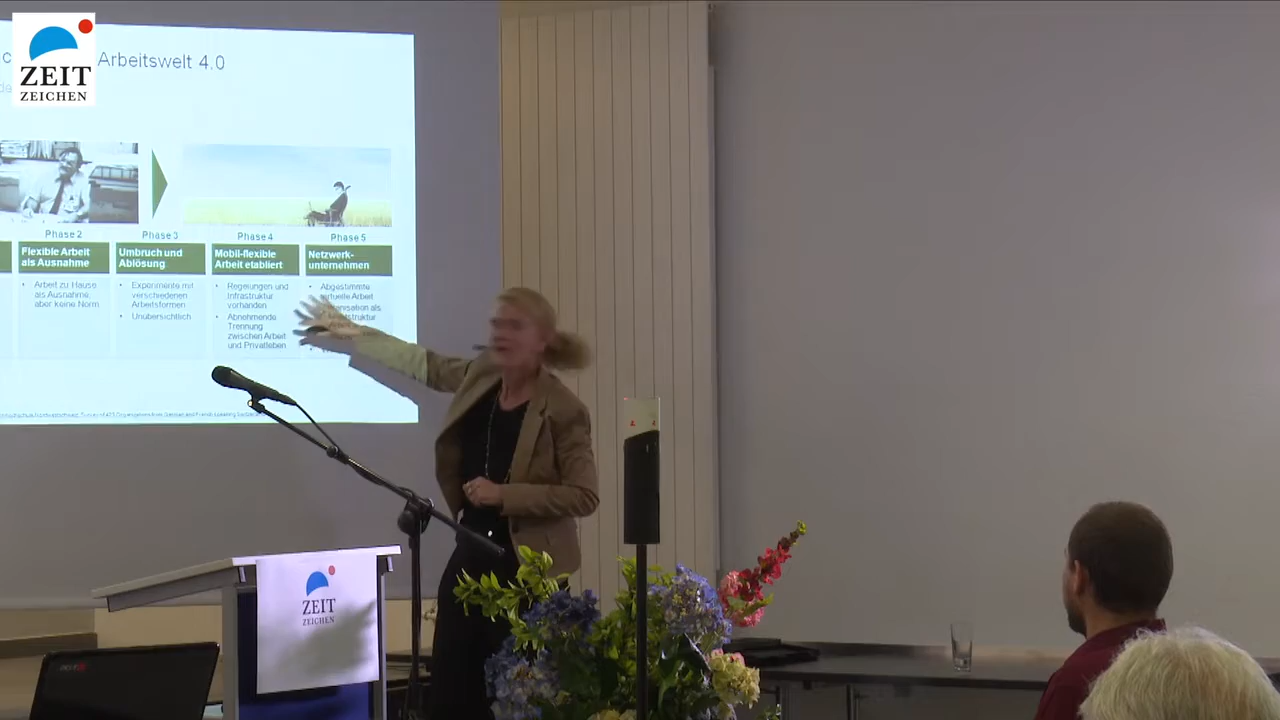 ZEIT
ZEICHEN
Arbeitswelt 4.0
Phase 2
Flexible Arbeit
als Ausnahme
• Arbeit zu Hause
als Ausnahme,
aber keine Norm
Phase 3
Umbruch und
Ablösung
• Experimente mit
verschiedenen
Arbeitsformen
• Unübersichtlich
Phase 4
Mobil-flexible
Arbeit etabliert
• Regelungen und
Infrastruktur
vorhanden
• Abnehmende
Trennung
zwischen Arbeit
und Privatleben
Phase 5
Netzwerk-
unternehmen
• Abgestimmte
virtuelle Arbeit
als
ZEIT
ZEICHEN